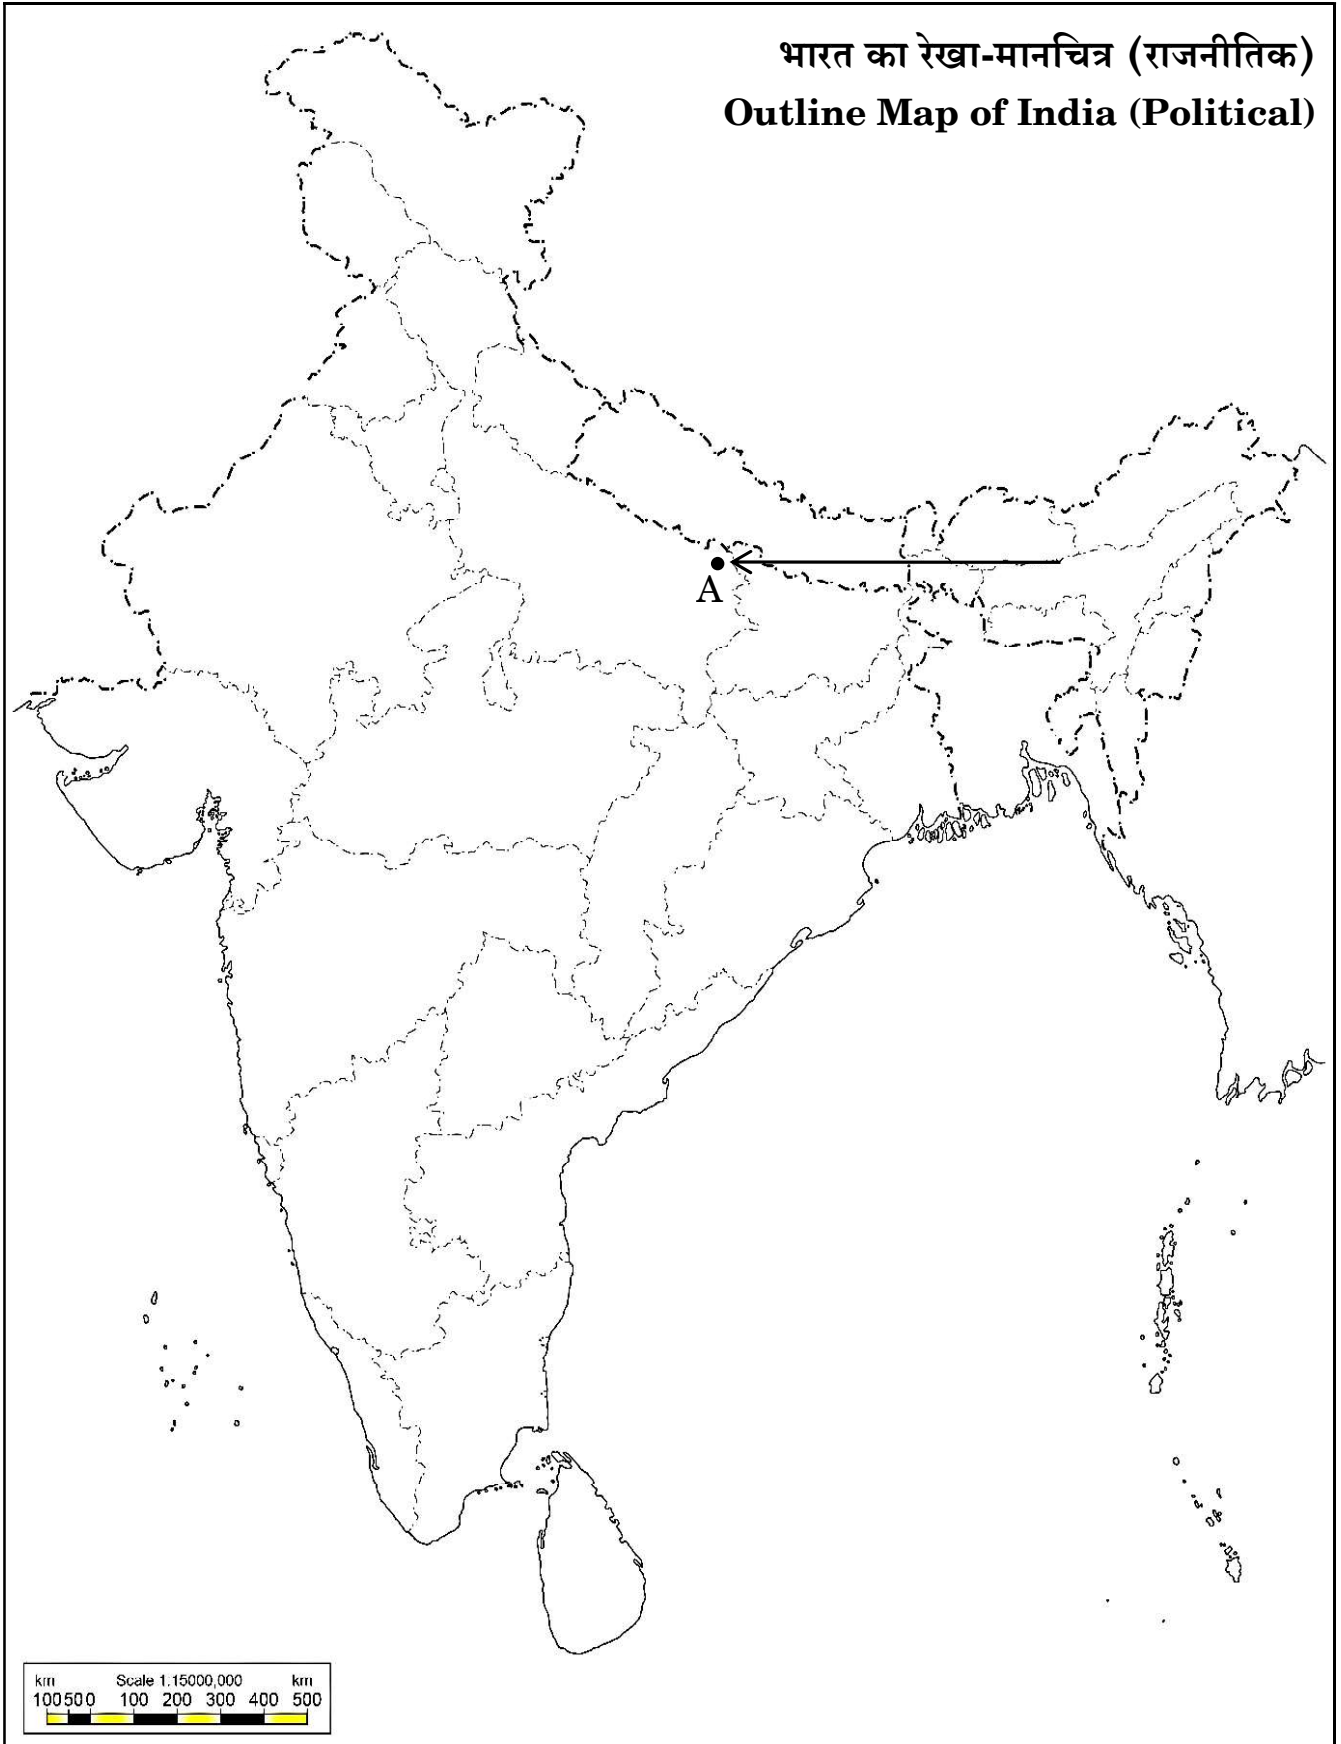 भारत का रेखा-मानचित्र (राजनीतिक)
Outline Map of India (Political)
A
km Scale 1:15000,000 km
100 50 0 100 200 300 400 500